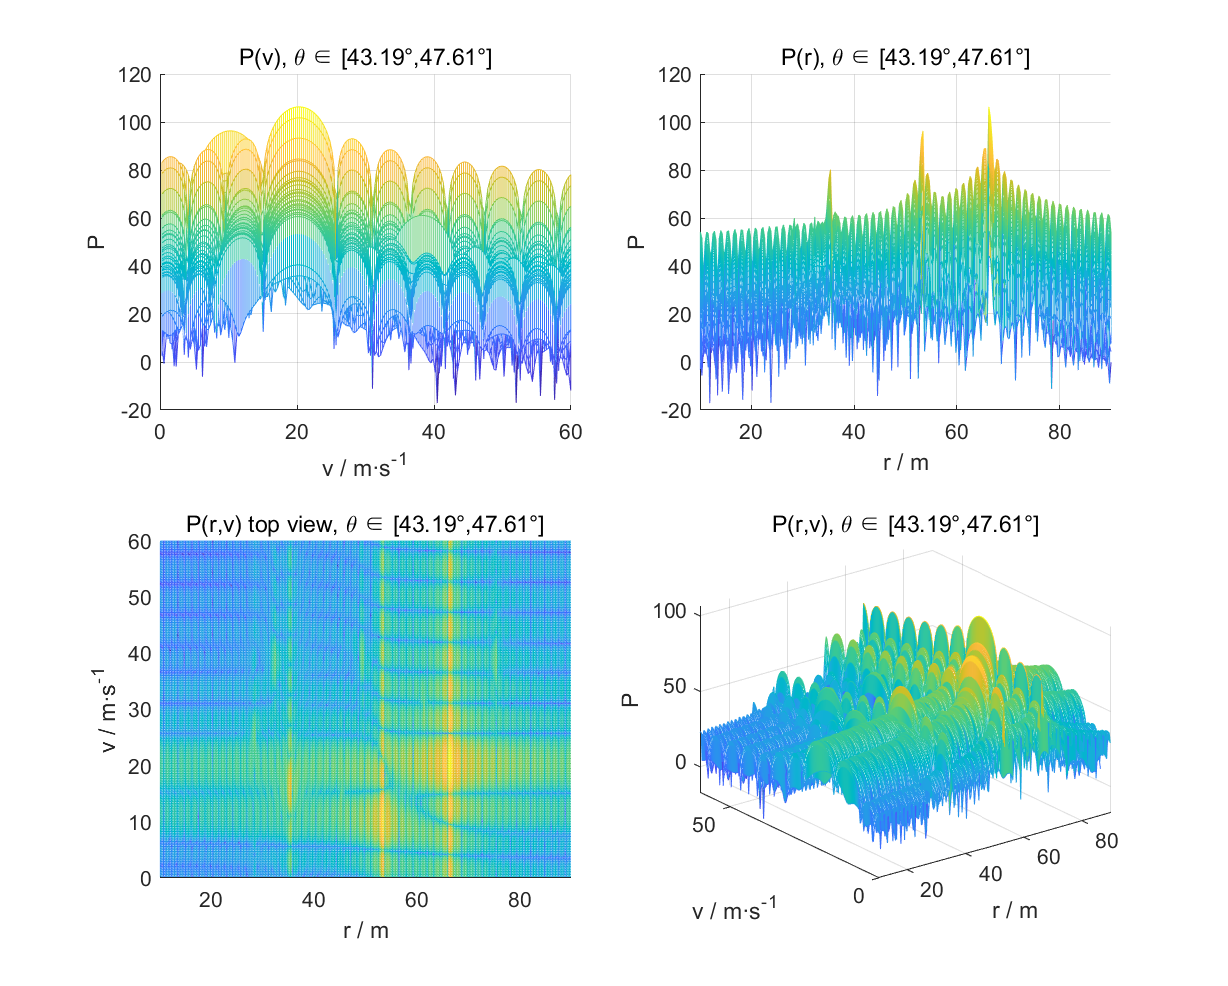 P(v), θ ∈ [43.19°,47.61°]
120
100
80
60
40
20
0
-20
P
0 20 40 60
v / m·s⁻¹
P(r), θ ∈ [43.19°,47.61°]
120
100
80
60
40
20
0
-20
P
20 40 60 80
r / m
P(r,v) top view, θ ∈ [43.19°,47.61°]
60
50
40
30
20
10
0
v / m·s⁻¹
20 40 60 80
r / m
P(r,v), θ ∈ [43.19°,47.61°]
100
50
0
P
50
0
v / m·s⁻¹
20 40 60 80
r / m